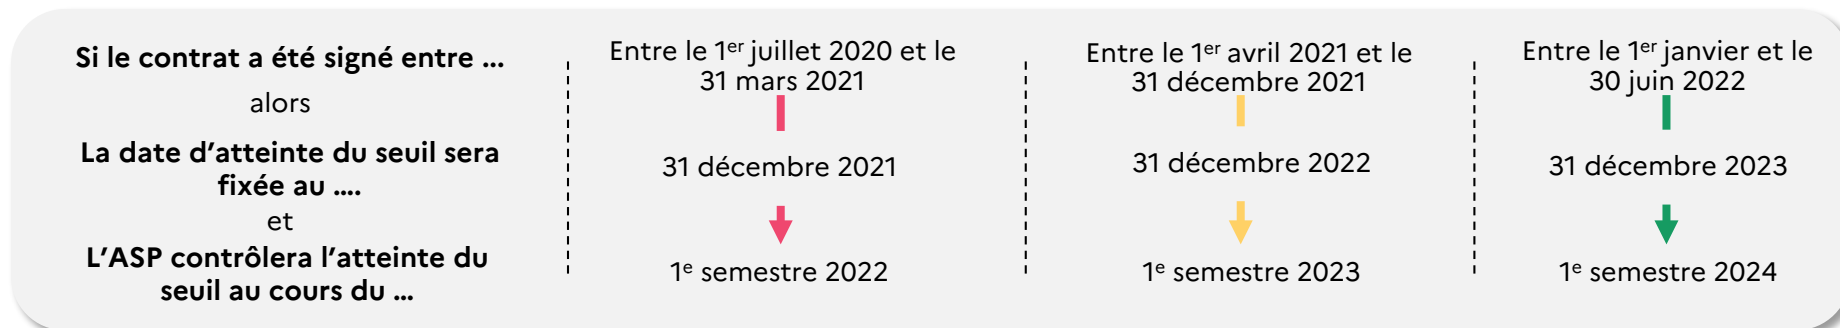 Si le contrat a été signé entre ...
alors
La date d’atteinte du seuil sera
fixée au ....
et
L’ASP contrôlera l’atteinte du
seuil au cours du ...
Entre le 1er juillet 2020 et le
31 mars 2021
31 décembre 2021
1e semestre 2022
Entre le 1er avril 2021 et le
31 décembre 2021
31 décembre 2022
1e semestre 2023
Entre le 1er janvier et le
30 juin 2022
31 décembre 2023
1e semestre 2024